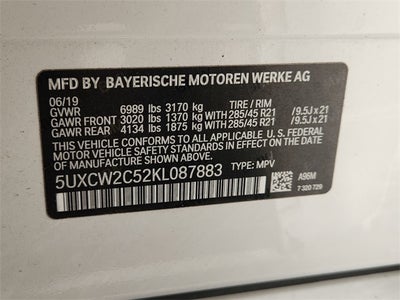 MFD BY BAYERISCHE MOTOREN WERKE AG
06/19
GVWR 6989 lbs 3170 kg TIRE / RIM
GAWR FRONT 3020 lbs 1370 kg 285/45 R21 /9.5J x 21
GAWR REAR 4134 lbs 1875 kg 285/45 R21 /9.5J x 21
THIS VEHICLE CONFORMS TO ALL APPLICABLE U. S. FEDERAL
MOTOR VEHICLE SAFETY STANDARDS IN EFFECT ON THE DATE
OF MANUFACTURE SHOWN ABOVE.
5UXCW2C52KL087883 TYPE: MPV
A96M
7 320 729